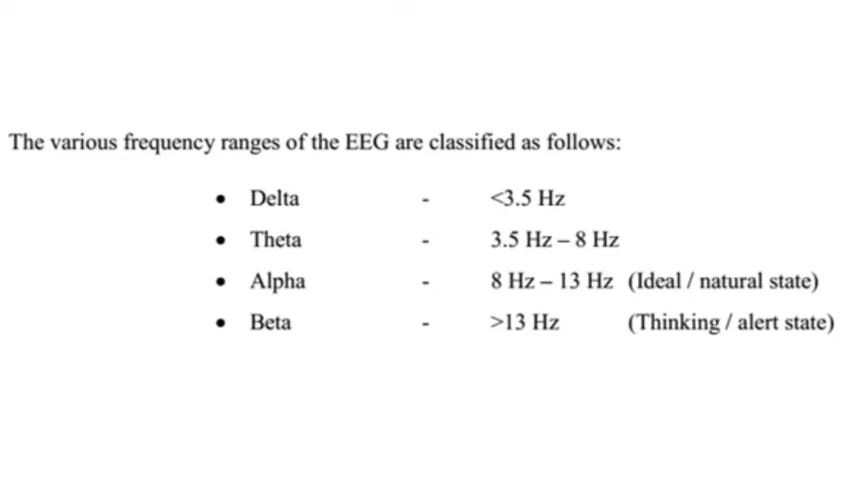 The various frequency ranges of the EEG are classified as follows:
• Delta - <3.5 Hz
• Theta - 3.5 Hz – 8 Hz
• Alpha - 8 Hz – 13 Hz (Ideal / natural state)
• Beta - >13 Hz (Thinking / alert state)